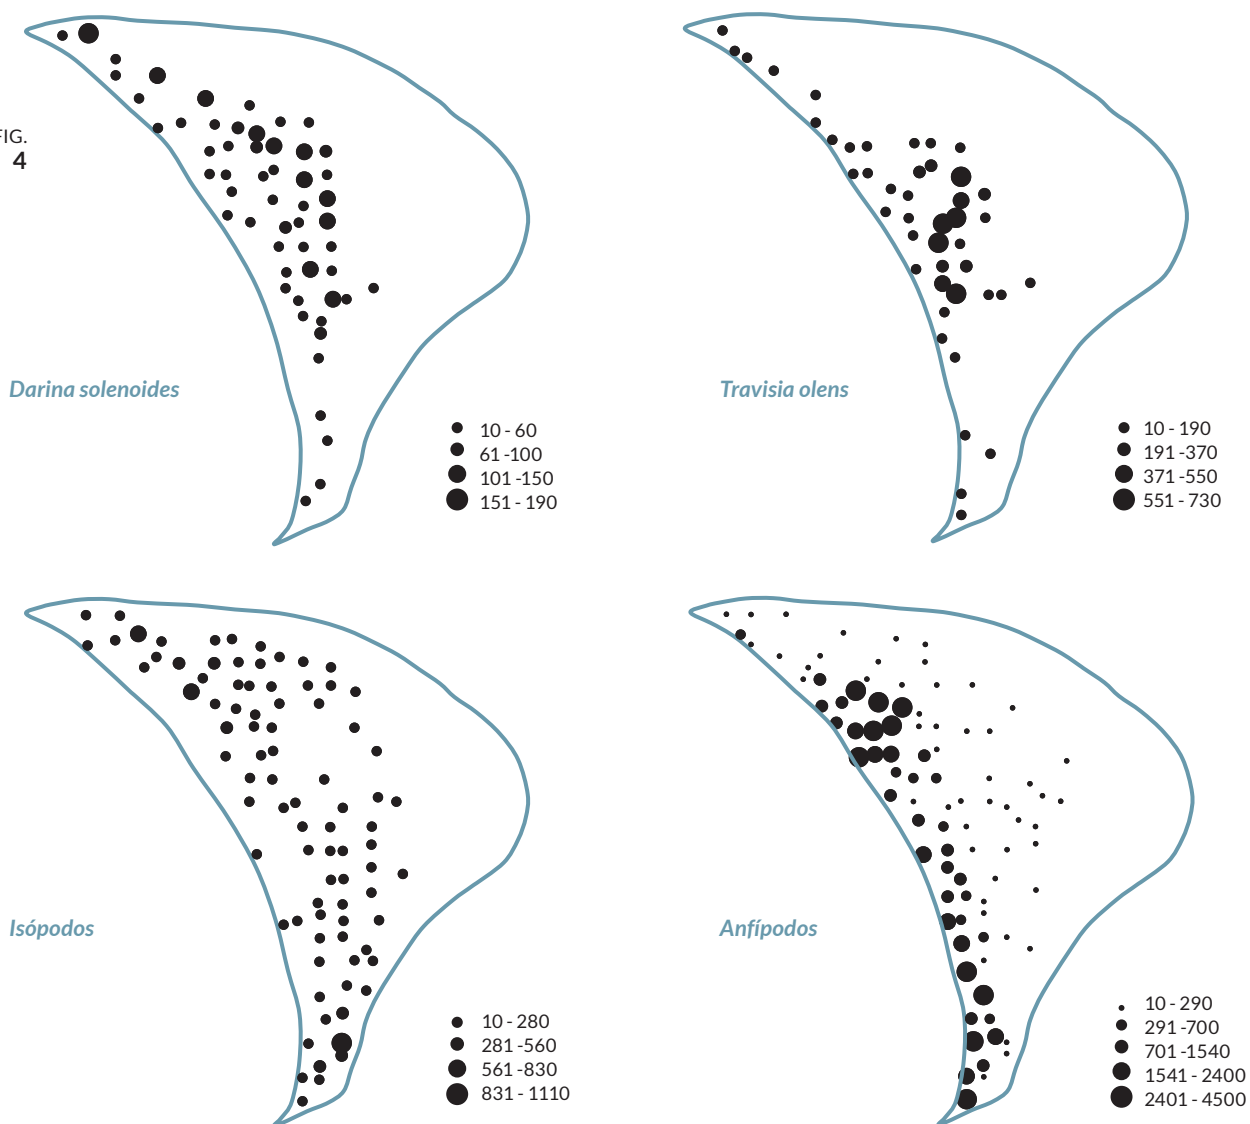 FIG.
4
Darina solenoides
10 - 60
61 -100
101 -150
151 - 190
Travisia olens
10 - 190
191 -370
371 -550
551 - 730
Isópodos
10 - 280
281 -560
561 - 830
831 - 1110
Anfípodos
10 - 290
291 -700
701 -1540
1541 - 2400
2401 - 4500